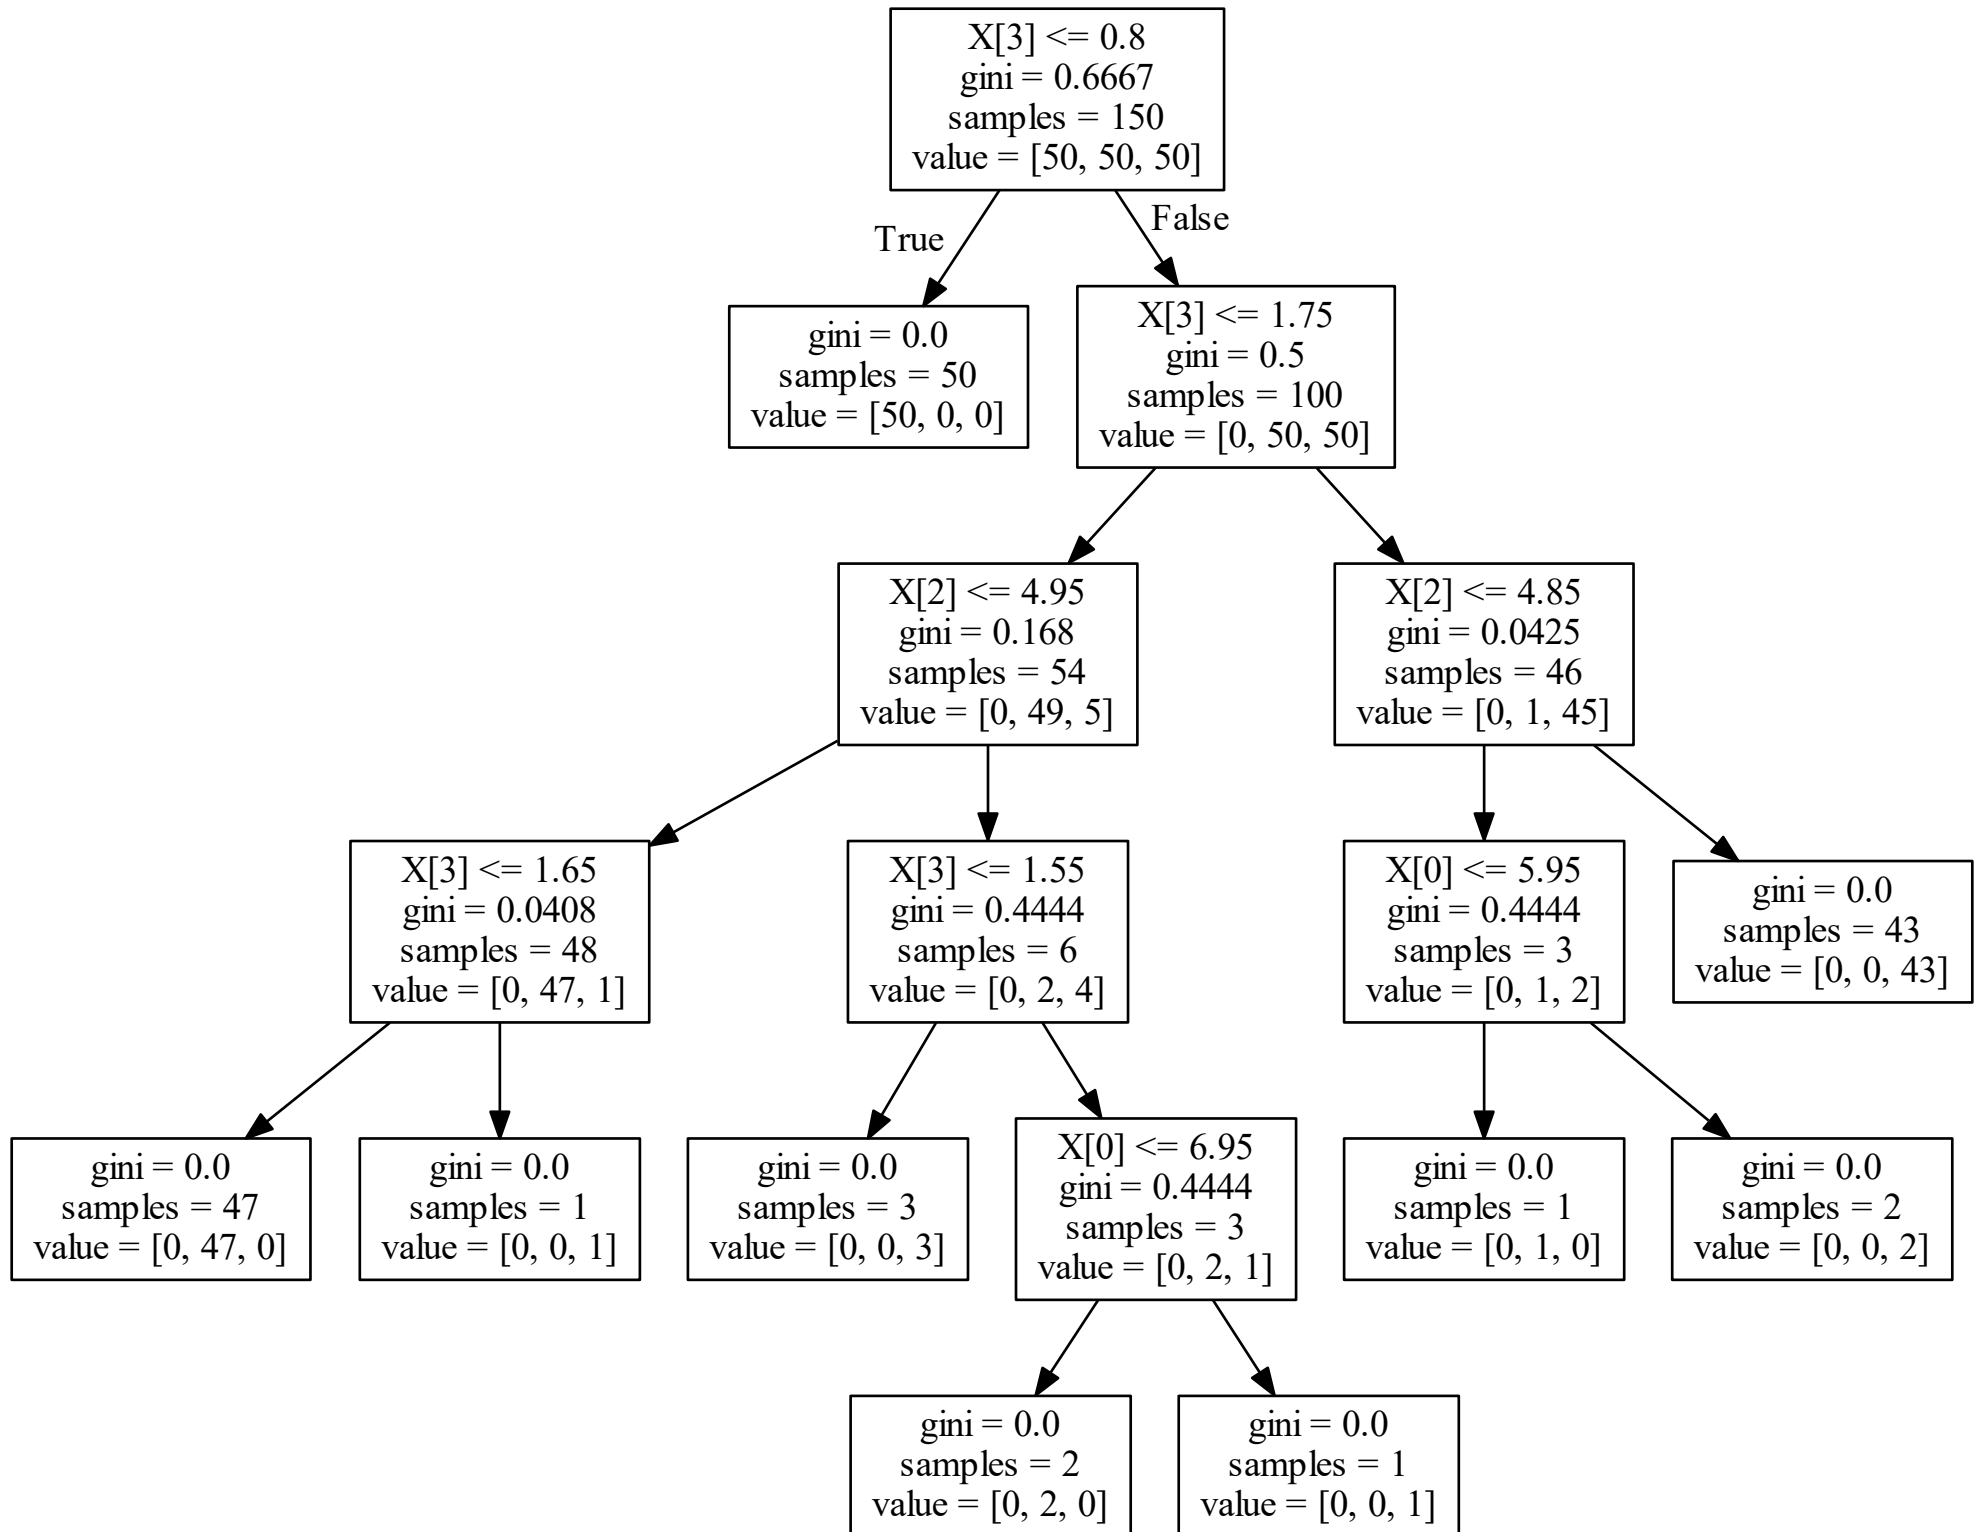 X[3] <= 0.8
gini = 0.6667
samples = 150
value = [50, 50, 50]
True
False
gini = 0.0
samples = 50
value = [50, 0, 0]
X[3] <= 1.75
gini = 0.5
samples = 100
value = [0, 50, 50]
X[2] <= 4.95
gini = 0.168
samples = 54
value = [0, 49, 5]
X[2] <= 4.85
gini = 0.0425
samples = 46
value = [0, 1, 45]
X[3] <= 1.65
gini = 0.0408
samples = 48
value = [0, 47, 1]
X[3] <= 1.55
gini = 0.4444
samples = 6
value = [0, 2, 4]
X[0] <= 5.95
gini = 0.4444
samples = 3
value = [0, 1, 2]
gini = 0.0
samples = 43
value = [0, 0, 43]
gini = 0.0
samples = 47
value = [0, 47, 0]
gini = 0.0
samples = 1
value = [0, 0, 1]
gini = 0.0
samples = 3
value = [0, 0, 3]
X[0] <= 6.95
gini = 0.4444
samples = 3
value = [0, 2, 1]
gini = 0.0
samples = 1
value = [0, 1, 0]
gini = 0.0
samples = 2
value = [0, 0, 2]
gini = 0.0
samples = 2
value = [0, 2, 0]
gini = 0.0
samples = 1
value = [0, 0, 1]